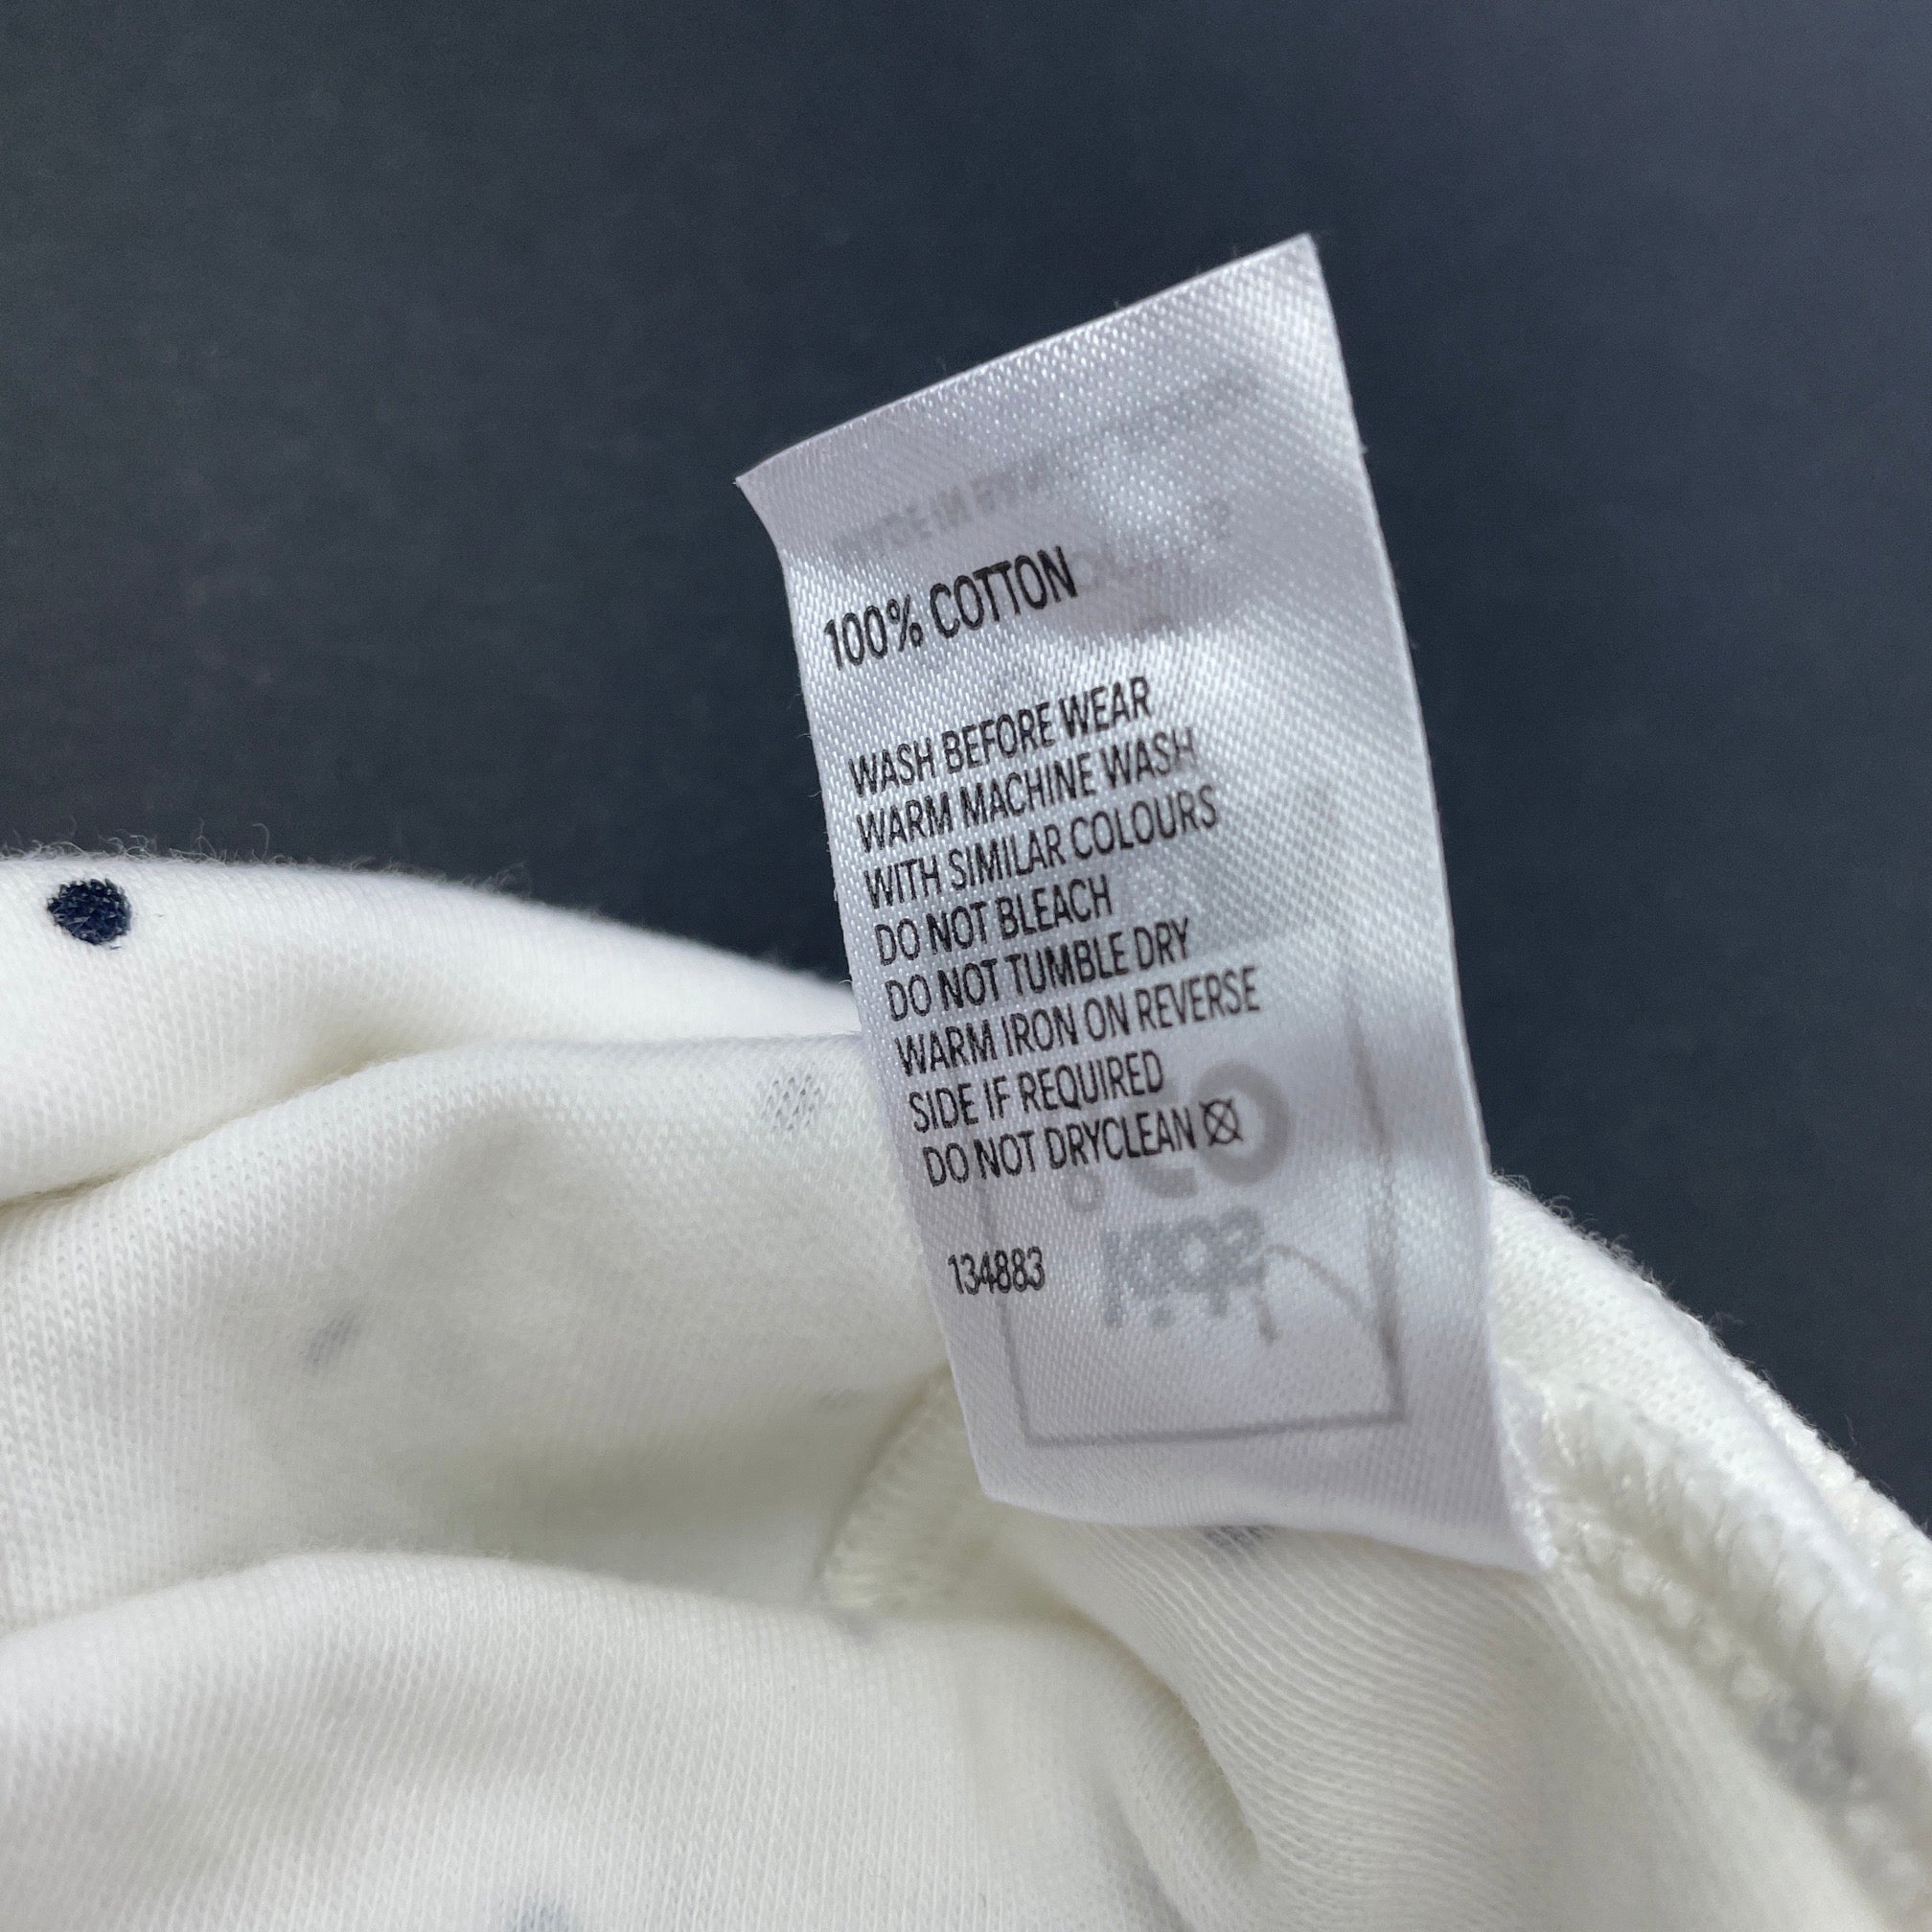 100% COTTON
WASH BEFORE WEAR
WARM MACHINE WASH
WITH SIMILAR COLOURS
DO NOT BLEACH
DO NOT TUMBLE DRY
WARM IRON ON REVERSE
SIDE IF REQUIRED
DO NOT DRYCLEAN
134883